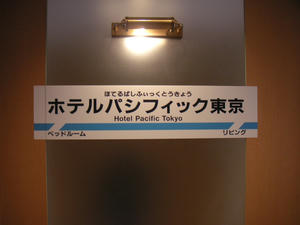 ほてるぱしふぃっくとうきょう
ホテルパシフィック東京
Hotel Pacific Tokyo
ベッドルーム リビング